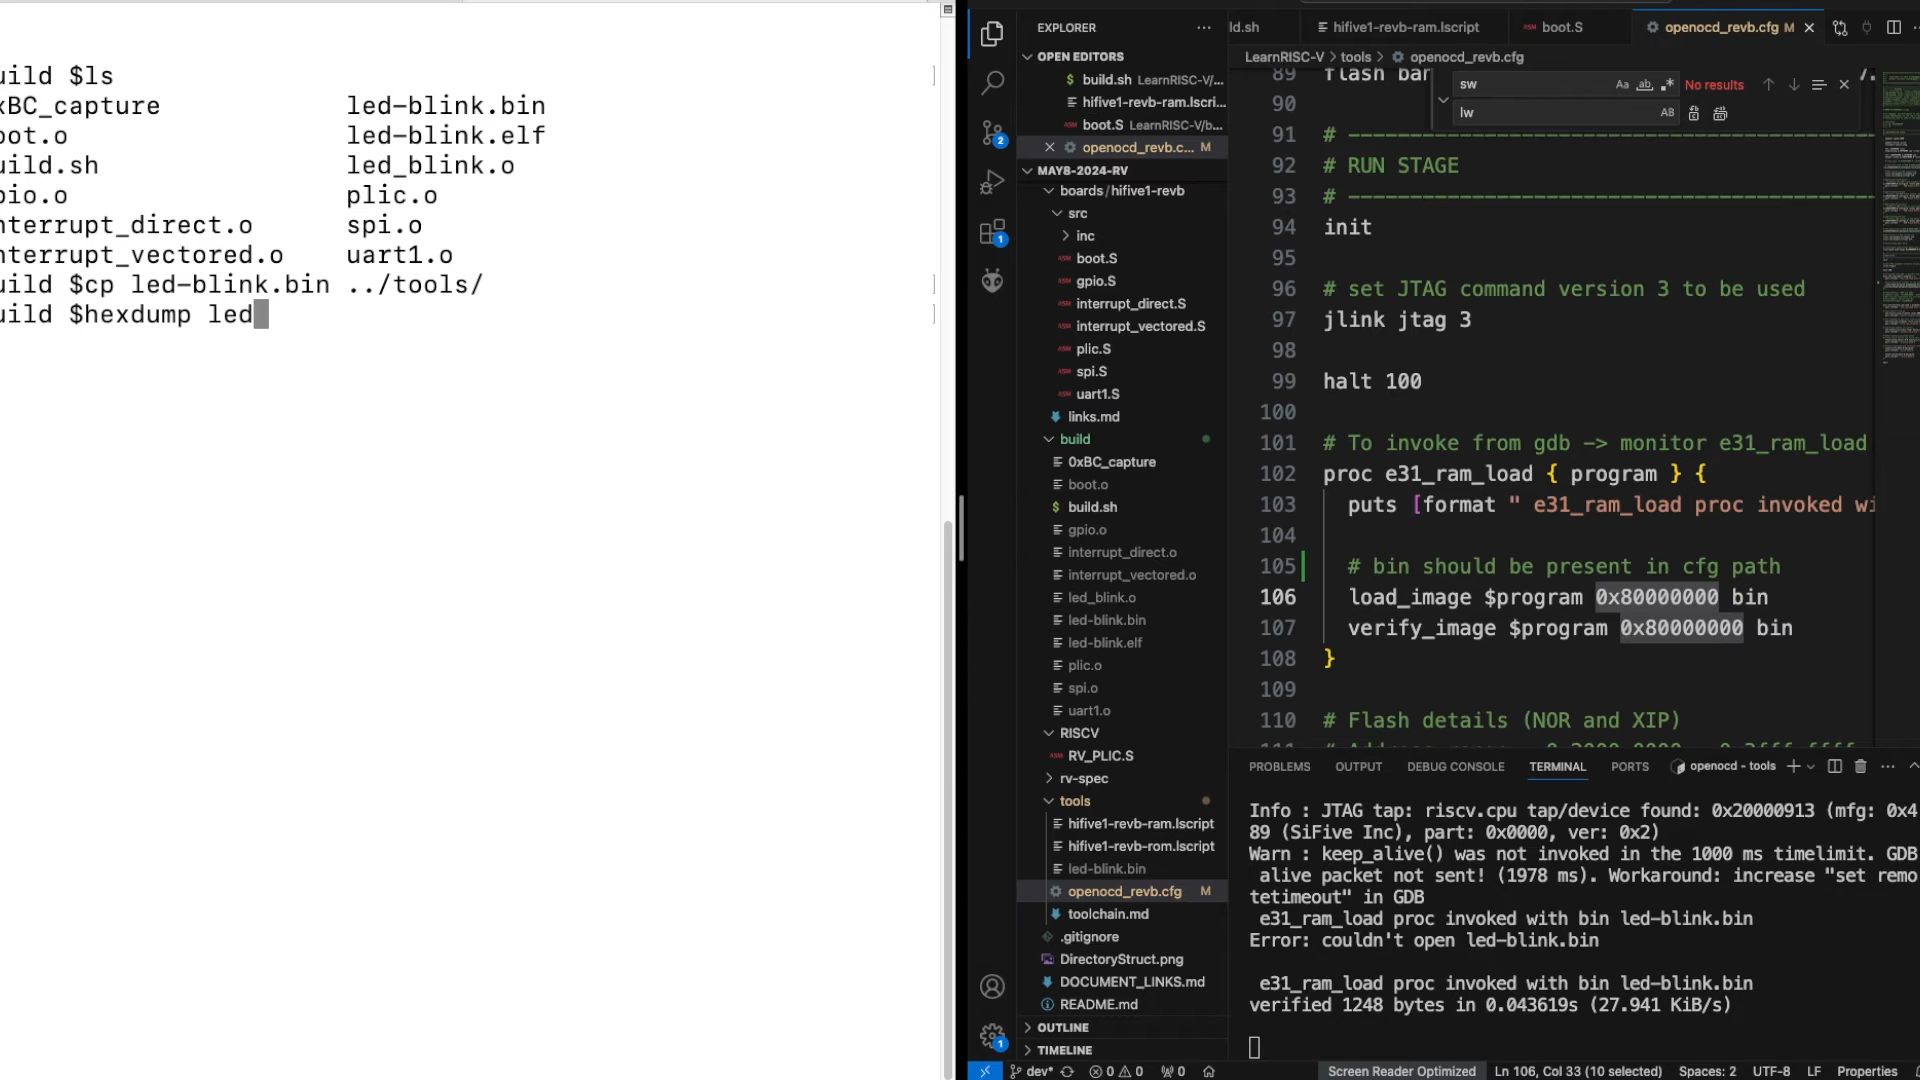 uild $ls
xBC_capture led-blink.bin
oot.o led-blink.elf
uild.sh led_blink.o
pio.o plic.o
nterrupt_direct.o spi.o
nterrupt_vectored.o uart1.o
uild $cp led-blink.bin ../tools/
uild $hexdump led
EXPLORER
OPEN EDITORS
$ build.sh LearnRISC-V/...
hifive1-revb-ram.lscri...
boot.S LearnRISC-V/b...
openocd_revb.c... M
MAY8-2024-RV
boards/hifive1-revb
src
inc
boot.S
gpio.S
interrupt_direct.S
interrupt_vectored.S
plic.S
spi.S
uart1.S
links.md
build
0xBC_capture
boot.o
$ build.sh
gpio.o
interrupt_direct.o
interrupt_vectored.o
led_blink.o
led-blink.bin
led-blink.elf
plic.o
spi.o
uart1.o
RISCV
RV_PLIC.S
rv-spec
tools
hifive1-revb-ram.lscript
hifive1-revb-rom.lscript
led-blink.bin
openocd_revb.cfg M
toolchain.md
.gitignore
DirectoryStruct.png
DOCUMENT_LINKS.md
README.md
OUTLINE
TIMELINE
ld.sh hifive1-revb-ram.lscript boot.S openocd_revb.cfg M
LearnRISC-V > tools > openocd_revb.cfg
sw Aa ab No results
lw AB
89 flash ban
90
91 # --------------------------------------------
92 # RUN STAGE
93 # --------------------------------------------
94 init
95
96 # set JTAG command version 3 to be used
97 jlink jtag 3
98
99 halt 100
100
101 # To invoke from gdb -> monitor e31_ram_load
102 proc e31_ram_load { program } {
103 puts [format " e31_ram_load proc invoked wi
104
105 # bin should be present in cfg path
106 load_image $program 0x80000000 bin
107 verify_image $program 0x80000000 bin
108 }
109
110 # Flash details (NOR and XIP)
PROBLEMS OUTPUT DEBUG CONSOLE TERMINAL PORTS openocd - tools
Info : JTAG tap: riscv.cpu tap/device found: 0x20000913 (mfg: 0x4
89 (SiFive Inc), part: 0x0000, ver: 0x2)
Warn : keep_alive() was not invoked in the 1000 ms timelimit. GDB
alive packet not sent! (1978 ms). Workaround: increase "set remo
tetimeout" in GDB
e31_ram_load proc invoked with bin led-blink.bin
Error: couldn't open led-blink.bin
e31_ram_load proc invoked with bin led-blink.bin
verified 1248 bytes in 0.043619s (27.941 KiB/s)
2
1
1
dev* 0 0 0 Screen Reader Optimized Ln 106, Col 33 (10 selected) Spaces: 2 UTF-8 LF Properties